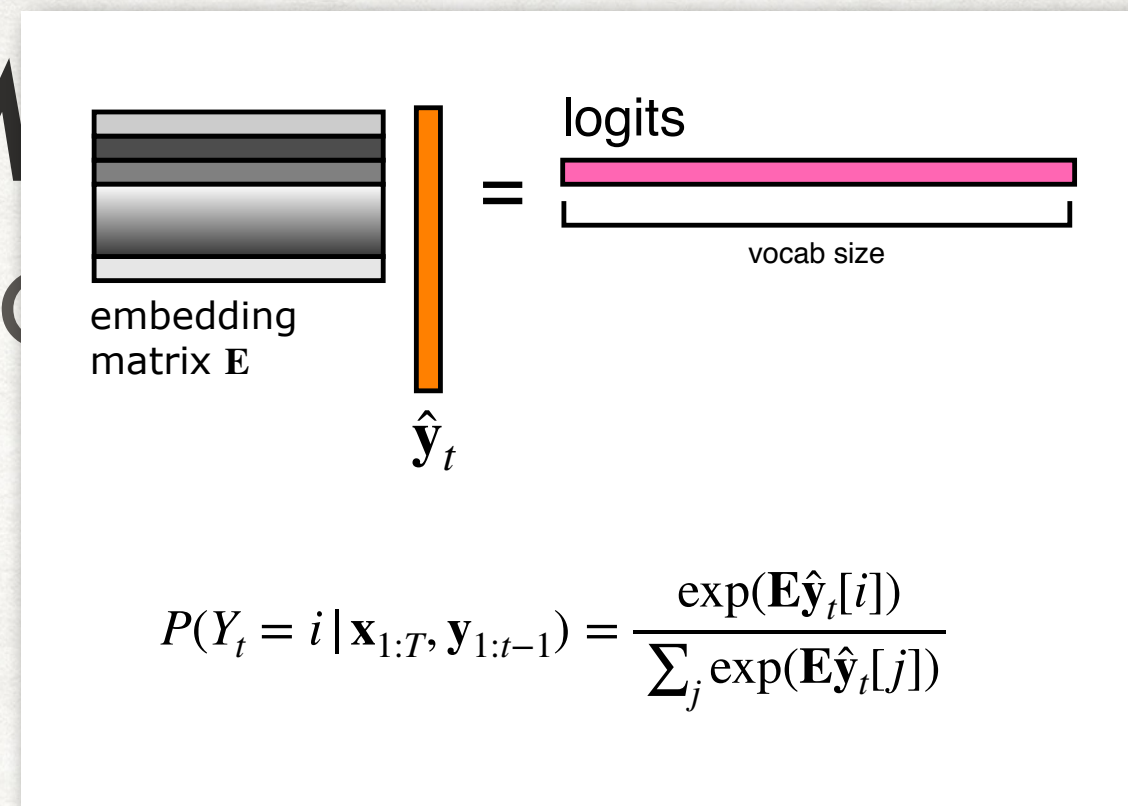 logits
=
vocab size
embedding
matrix E
ŷ_t
P(Y_t = i | x_{1:T}, y_{1:t−1}) = exp(Eŷ_t[i]) / ∑_j exp(Eŷ_t[j])